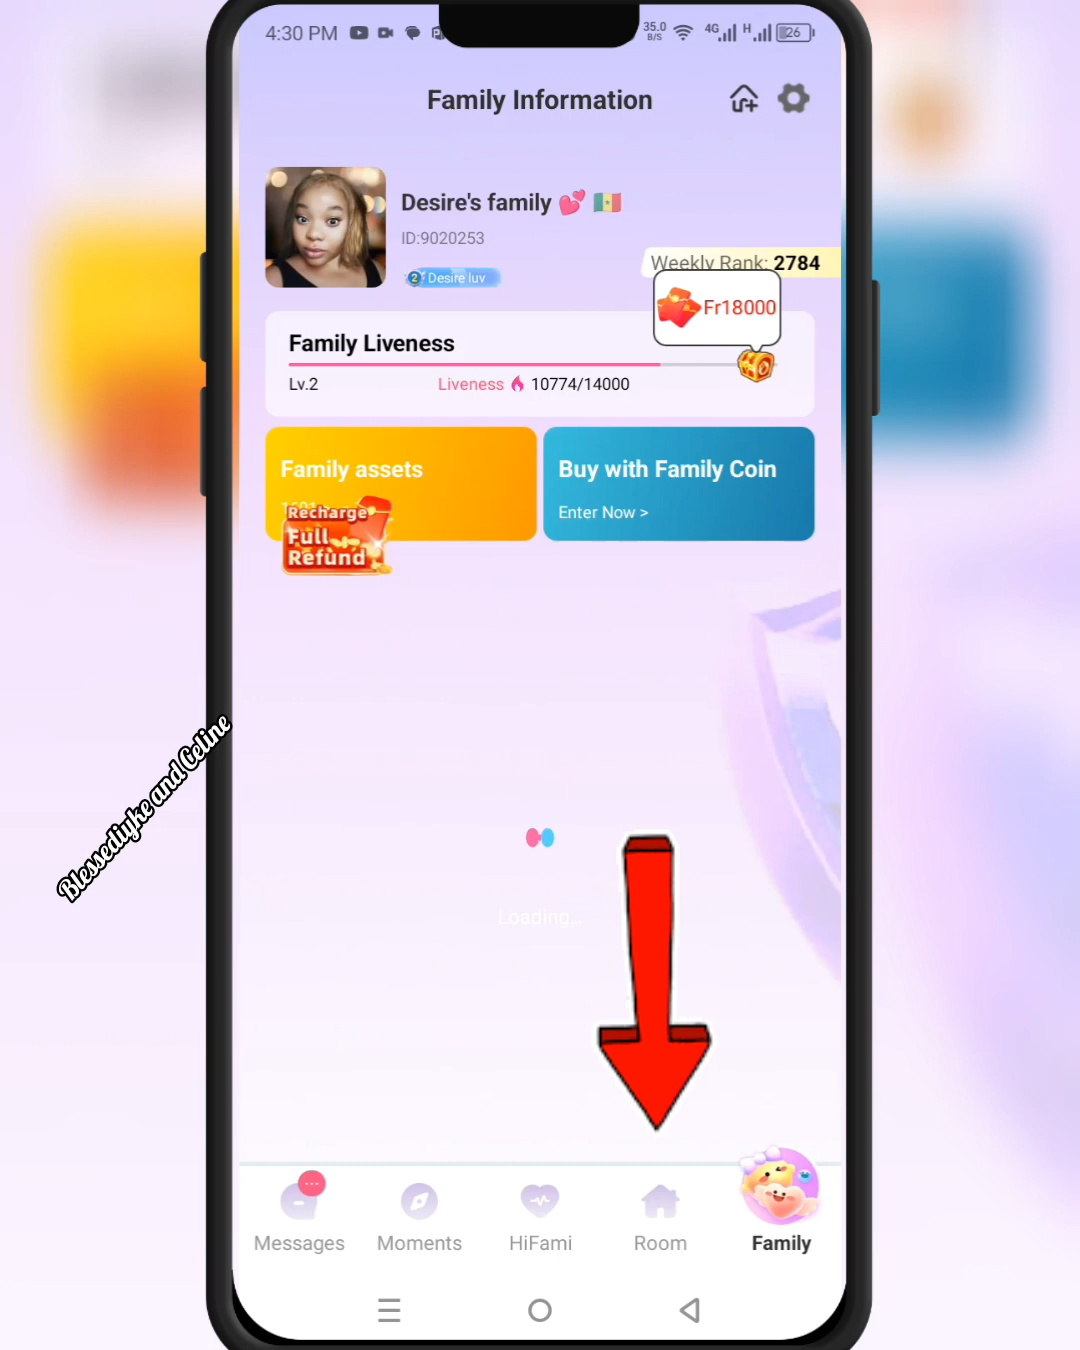 4:30 PM
35.0
B/S
4G
H
26
Family Information
Desire's family 💕 🇸🇳
ID:9020253
2 Desire luv
Weekly Rank: 2784
Fr18000
Family Liveness
Lv.2
Liveness 10774/14000
Family assets
Recharge
Full
Refund
Buy with Family Coin
Enter Now >
Blessediyke and Celine
Loading...
Messages
Moments
HiFami
Room
Family